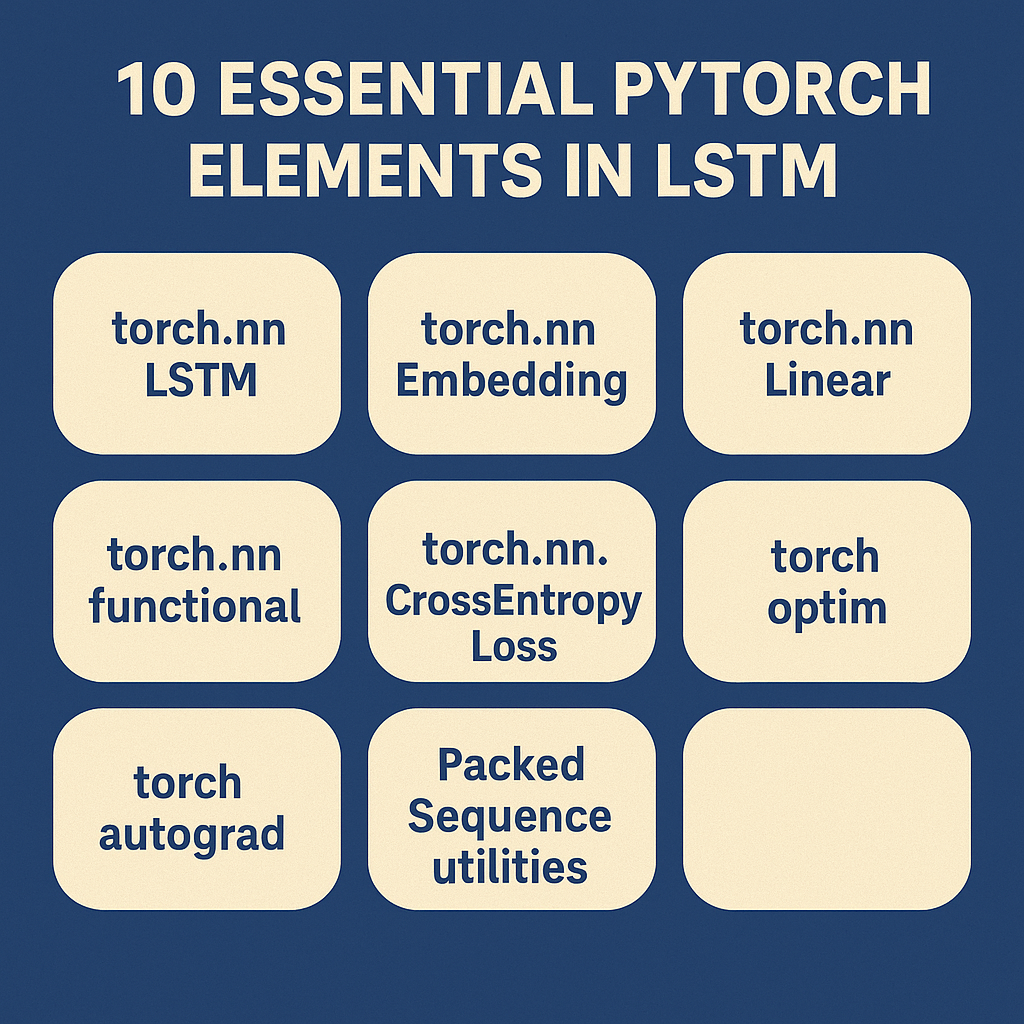 10 ESSENTIAL PYTORCH
ELEMENTS IN LSTM
torch.nn
LSTM
torch.nn
Embedding
torch.nn
Linear
torch.nn
functional
torch.nn.
CrossEntropy
Loss
torch
optim
torch
autograd
Packed
Sequence
utilities